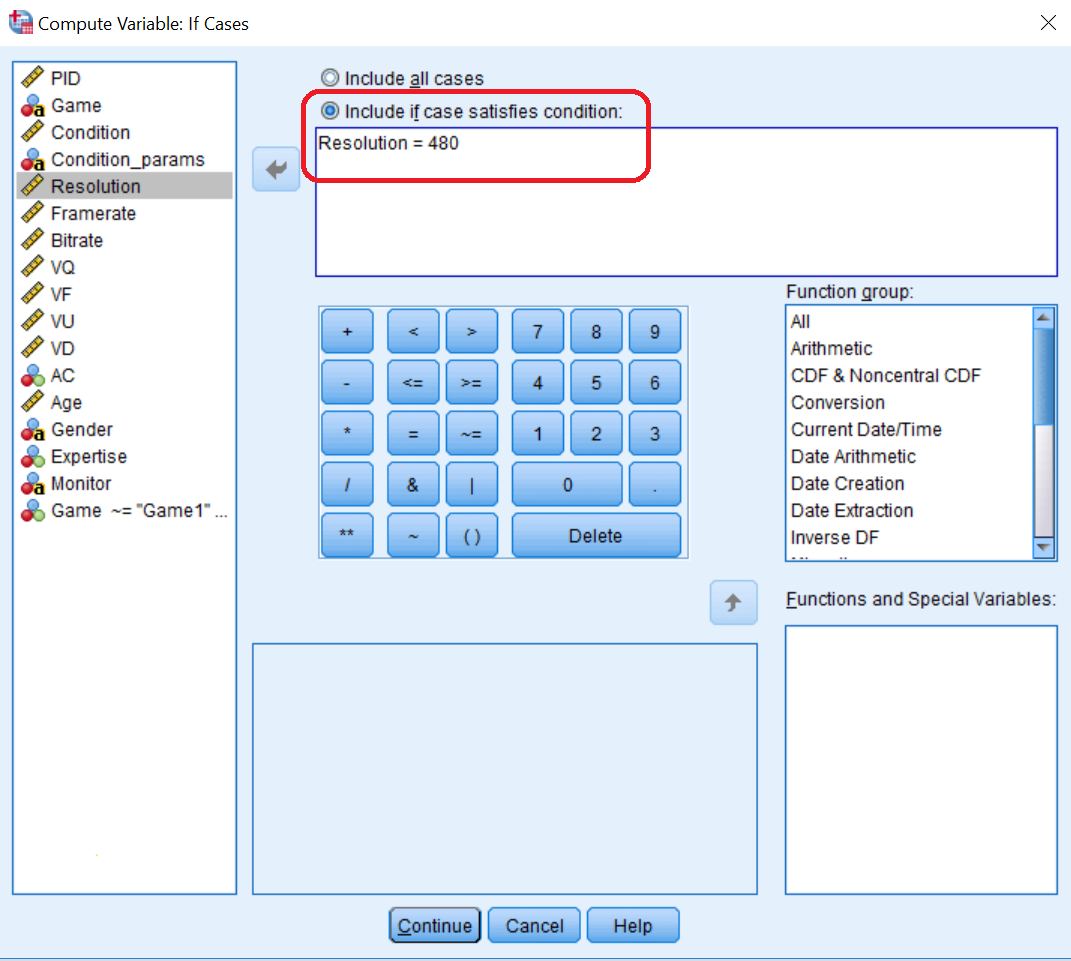 Compute Variable: If Cases
PID
Game
Condition
Condition_params
Resolution
Framerate
Bitrate
VQ
VF
VU
VD
AC
Age
Gender
Expertise
Monitor
Game ~= "Game1" ...
Include all cases
Include if case satisfies condition:
Resolution = 480
+ < > 7 8 9
- <= >= 4 5 6
* = ~= 1 2 3
/ & | 0 .
** ~ ( ) Delete
Function group:
All
Arithmetic
CDF & Noncentral CDF
Conversion
Current Date/Time
Date Arithmetic
Date Creation
Date Extraction
Inverse DF
Functions and Special Variables:
Continue Cancel Help